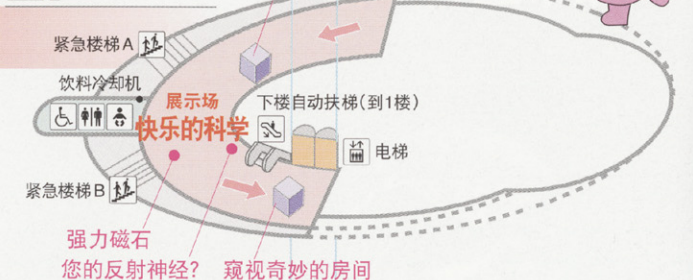 紧急楼梯A
饮料冷却机
展示场
快乐的科学
下楼自动扶梯（到1楼）
电梯
紧急楼梯B
强力磁石
您的反射神经？
窥视奇妙的房间